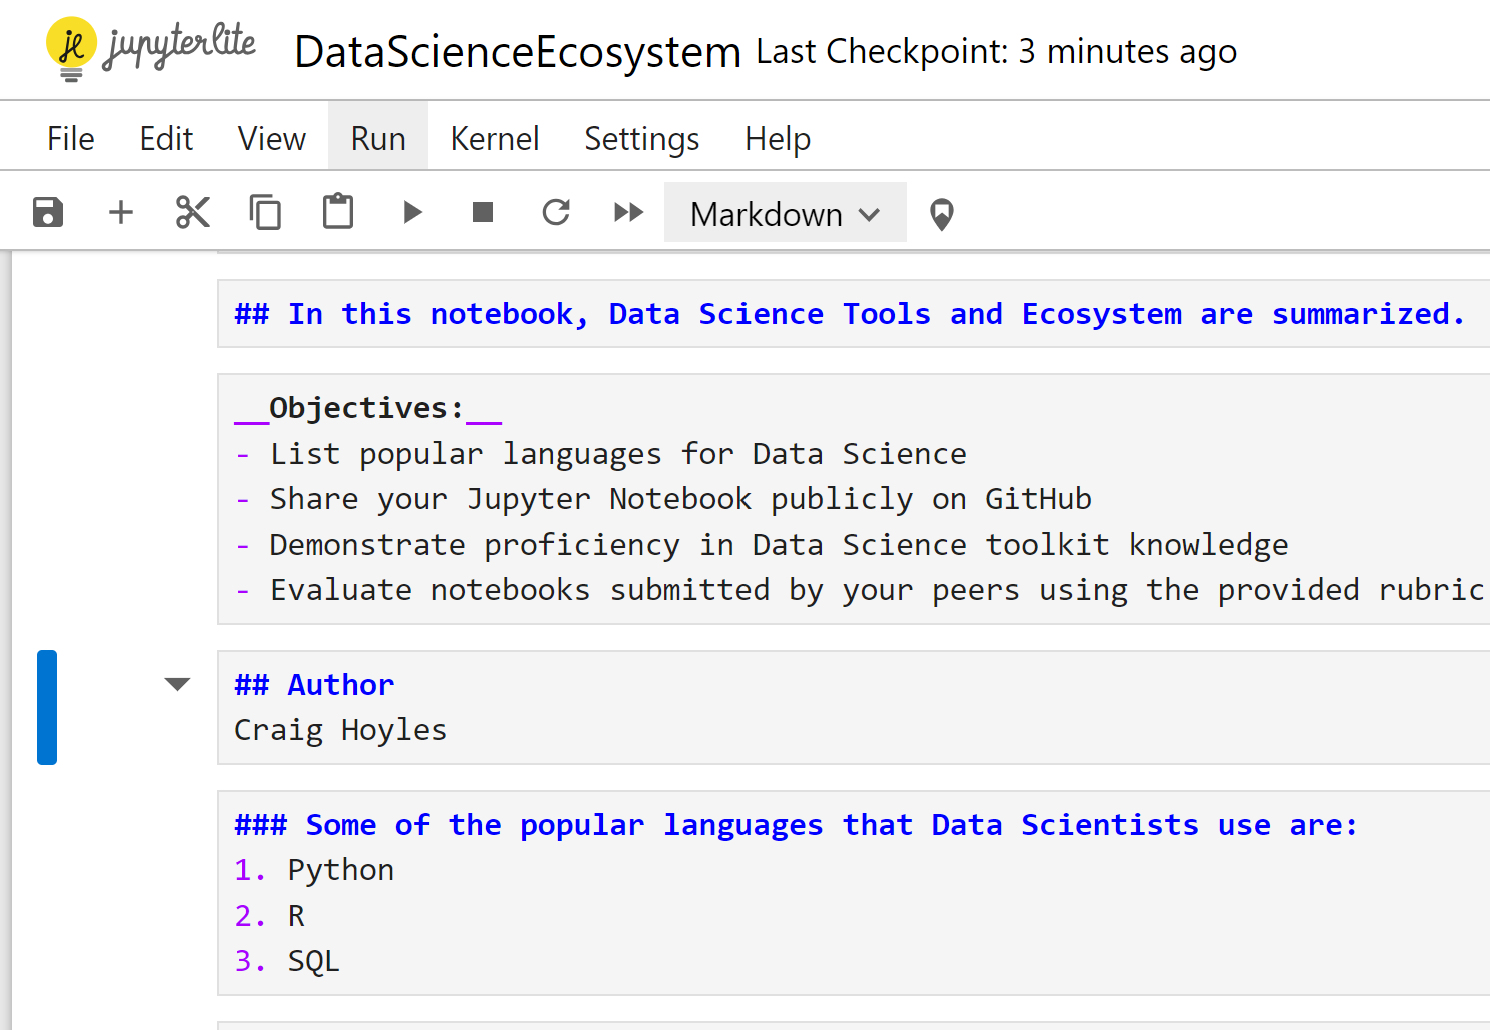 jupyterlite DataScienceEcosystem Last Checkpoint: 3 minutes ago
File Edit View Run Kernel Settings Help
Markdown
## In this notebook, Data Science Tools and Ecosystem are summarized.
__Objectives:__
- List popular languages for Data Science
- Share your Jupyter Notebook publicly on GitHub
- Demonstrate proficiency in Data Science toolkit knowledge
- Evaluate notebooks submitted by your peers using the provided rubric
## Author
Craig Hoyles
### Some of the popular languages that Data Scientists use are:
1. Python
2. R
3. SQL